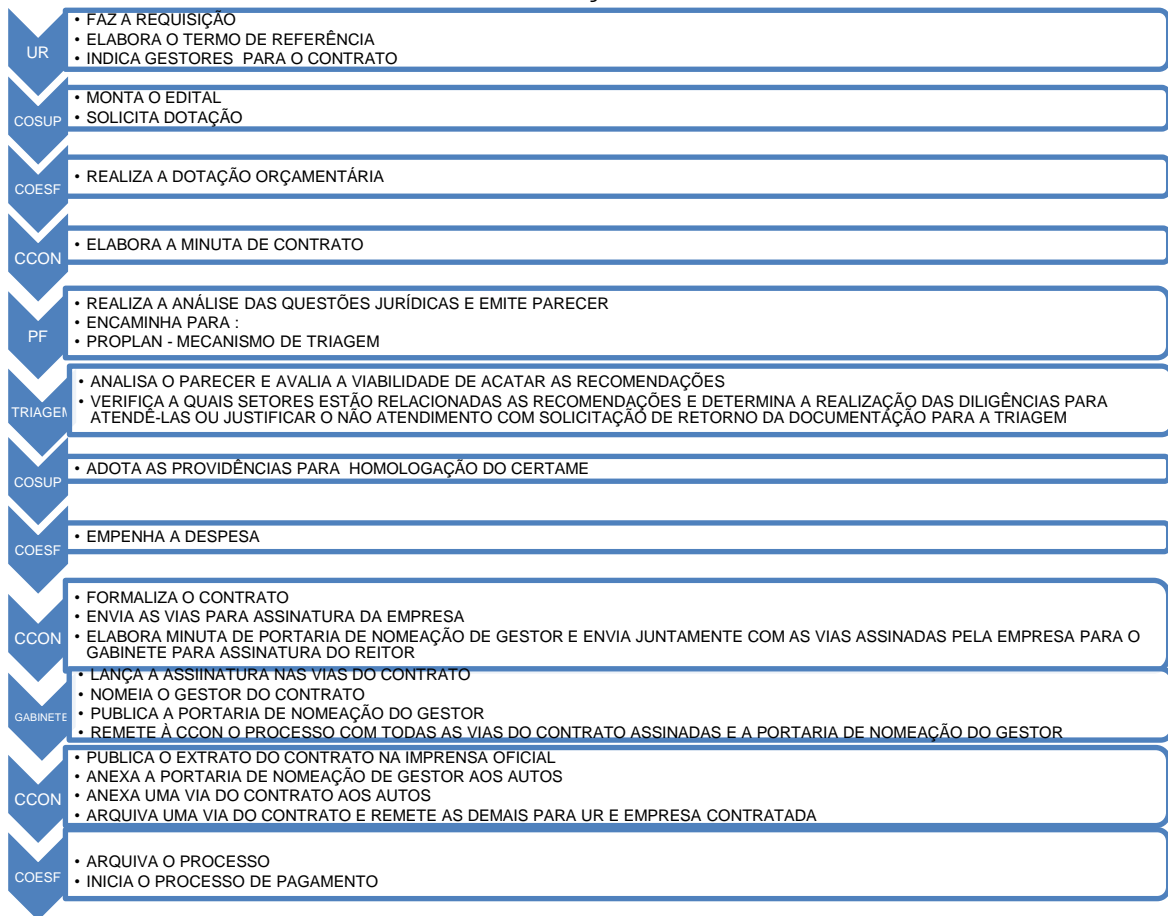 UR
• FAZ A REQUISIÇÃO
• ELABORA O TERMO DE REFERÊNCIA
• INDICA GESTORES PARA O CONTRATO
COSUP
• MONTA O EDITAL
• SOLICITA DOTAÇÃO
COESF
• REALIZA A DOTAÇÃO ORÇAMENTÁRIA
CCON
• ELABORA A MINUTA DE CONTRATO
PF
• REALIZA A ANÁLISE DAS QUESTÕES JURÍDICAS E EMITE PARECER
• ENCAMINHA PARA :
• PROPLAN - MECANISMO DE TRIAGEM
TRIAGEM
• ANALISA O PARECER E AVALIA A VIABILIDADE DE ACATAR AS RECOMENDAÇÕES
• VERIFICA A QUAIS SETORES ESTÃO RELACIONADAS AS RECOMENDAÇÕES E DETERMINA A REALIZAÇÃO DAS DILIGÊNCIAS PARA
ATENDÊ-LAS OU JUSTIFICAR O NÃO ATENDIMENTO COM SOLICITAÇÃO DE RETORNO DA DOCUMENTAÇÃO PARA A TRIAGEM
COSUP
• ADOTA AS PROVIDÊNCIAS PARA HOMOLOGAÇÃO DO CERTAME
COESF
• EMPENHA A DESPESA
CCON
• FORMALIZA O CONTRATO
• ENVIA AS VIAS PARA ASSINATURA DA EMPRESA
• ELABORA MINUTA DE PORTARIA DE NOMEAÇÃO DE GESTOR E ENVIA JUNTAMENTE COM AS VIAS ASSINADAS PELA EMPRESA PARA O
GABINETE PARA ASSINATURA DO REITOR
GABINETE
• LANÇA A ASSIINATURA NAS VIAS DO CONTRATO
• NOMEIA O GESTOR DO CONTRATO
• PUBLICA A PORTARIA DE NOMEAÇÃO DO GESTOR
• REMETE À CCON O PROCESSO COM TODAS AS VIAS DO CONTRATO ASSINADAS E A PORTARIA DE NOMEAÇÃO DO GESTOR
CCON
• PUBLICA O EXTRATO DO CONTRATO NA IMPRENSA OFICIAL
• ANEXA A PORTARIA DE NOMEAÇÃO DE GESTOR AOS AUTOS
• ANEXA UMA VIA DO CONTRATO AOS AUTOS
• ARQUIVA UMA VIA DO CONTRATO E REMETE AS DEMAIS PARA UR E EMPRESA CONTRATADA
COESF
• ARQUIVA O PROCESSO
• INICIA O PROCESSO DE PAGAMENTO